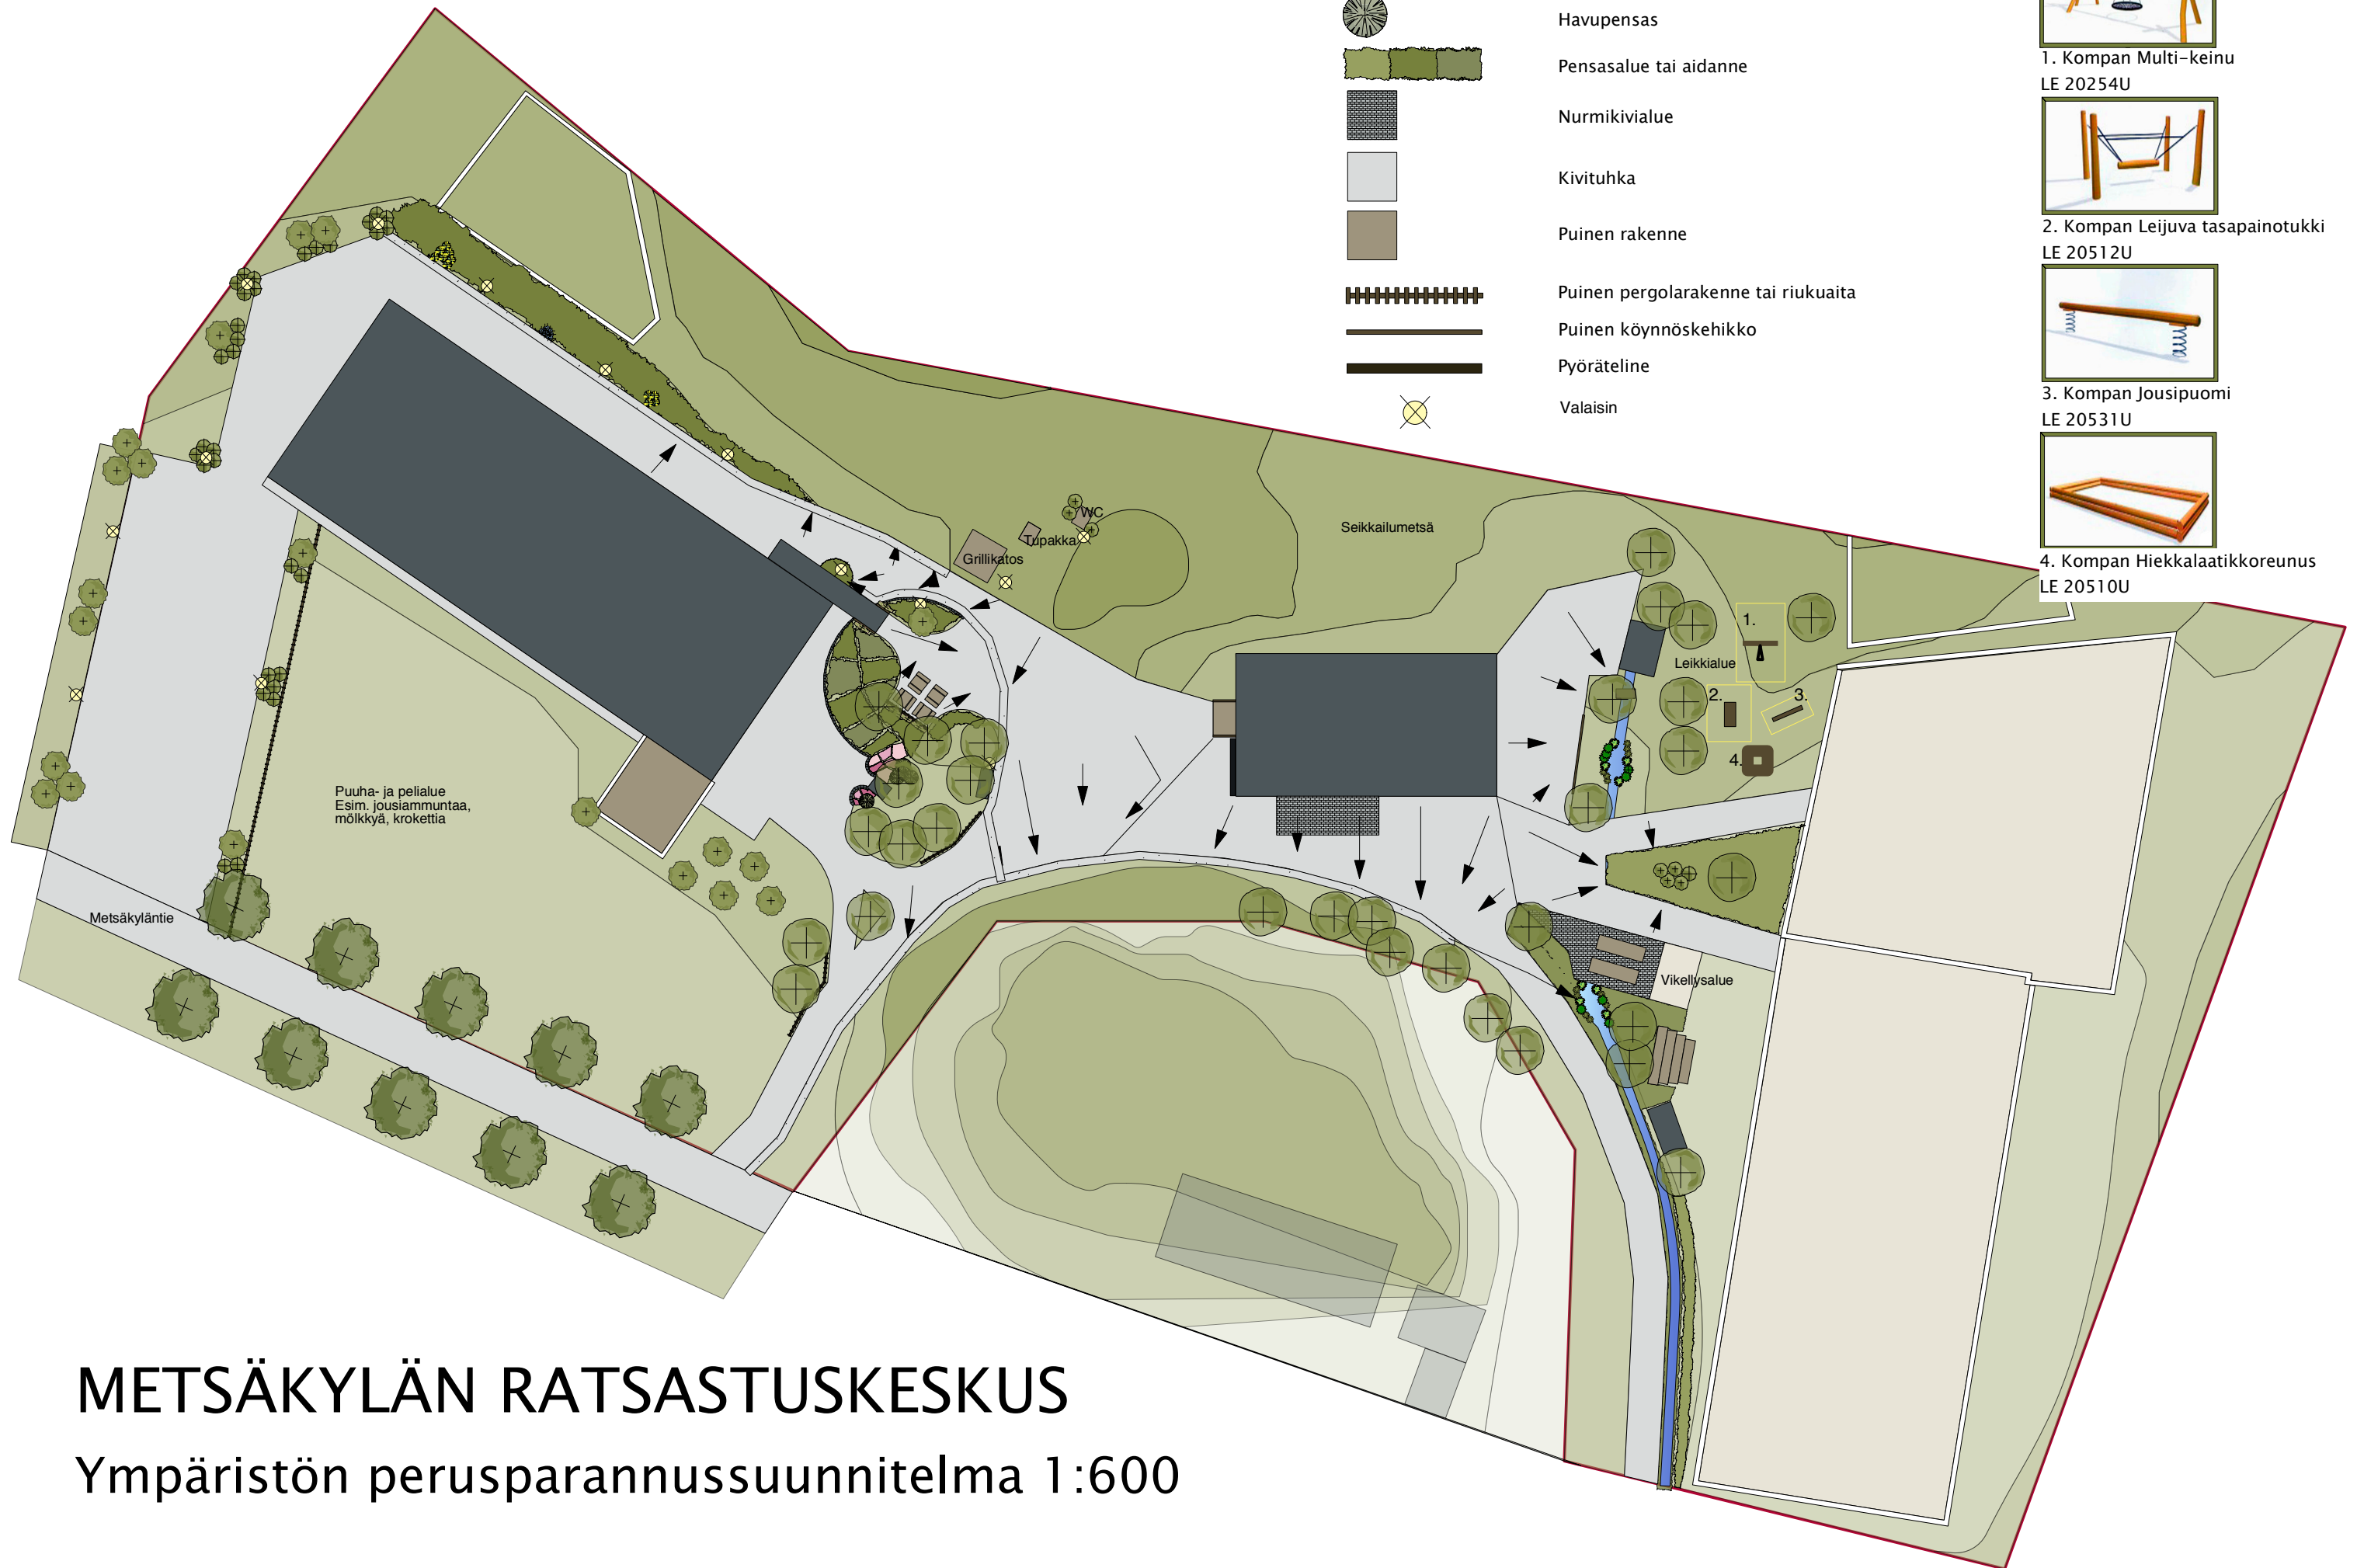 Havupensas
Pensasalue tai aidanne
Nurmikivialue
Kivituhka
Puinen rakenne
Puinen pergolarakenne tai riukuaita
Puinen köynnöskehikko
Pyöräteline
Valaisin
1. Kompan Multi-keinu
LE 20254U
2. Kompan Leijuva tasapainotukki
LE 20512U
3. Kompan Jousipuomi
LE 20531U
4. Kompan Hiekkalaatikkoreunus
LE 20510U
WC
Tupakka
Grillikatos
Seikkailumetsä
1.
Leikkialue
2.
3.
4.
Puuha- ja pelialue
Esim. jousiammuntaa,
mölkkyä, krokettia
Metsäkyläntie
Vikellysalue
METSÄKYLÄN RATSASTUSKESKUS
Ympäristön perusparannussuunnitelma 1:600